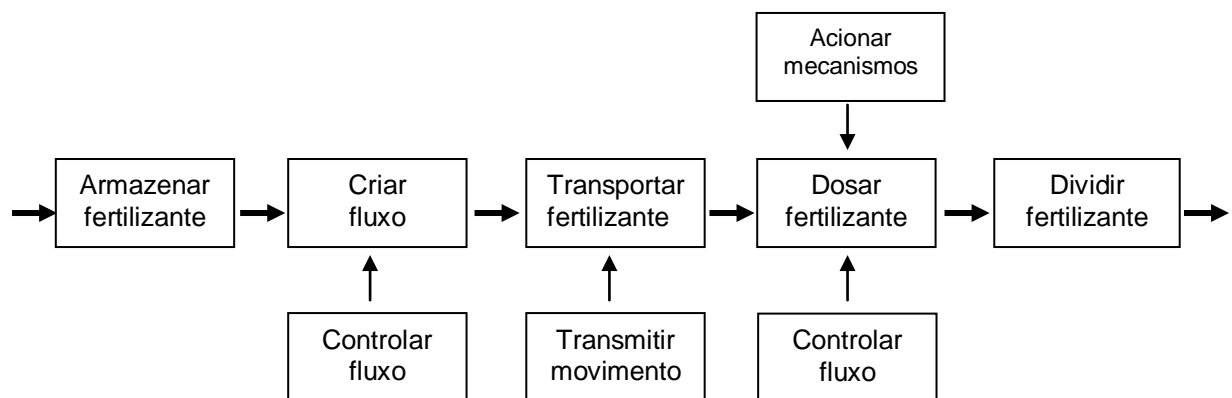 Acionar
mecanismos
Armazenar
fertilizante
Criar
fluxo
Transportar
fertilizante
Dosar
fertilizante
Dividir
fertilizante
Controlar
fluxo
Transmitir
movimento
Controlar
fluxo